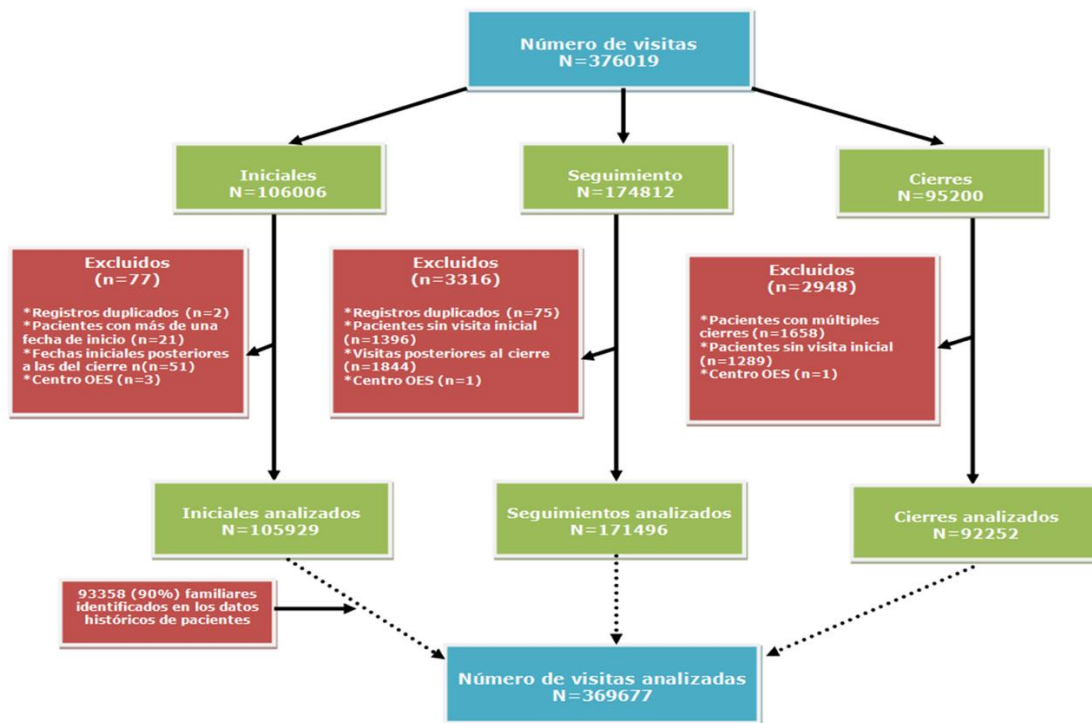 Número de visitas
N=376019
Iniciales
N=106006
Seguimiento
N=174812
Cierres
N=95200
Excluidos
(n=77)
*Registros duplicados (n=2)
*Pacientes con más de una
fecha de inicio (n=21)
*Fechas iniciales posteriores
a las del cierre n(n=51)
*Centro OES (n=3)
Excluidos
(n=3316)
*Registros duplicados (n=75)
*Pacientes sin visita inicial
(n=1396)
*Visitas posteriores al cierre
(n=1844)
*Centro OES (n=1)
Excluidos
(n=2948)
*Pacientes con múltiples
cierres (n=1658)
*Pacientes sin visita inicial
(n=1289)
*Centro OES (n=1)
Iniciales analizados
N=105929
Seguimientos analizados
N=171496
Cierres analizados
N=92252
93358 (90%) familiares
identificados en los datos
históricos de pacientes
Número de visitas analizadas
N=369677